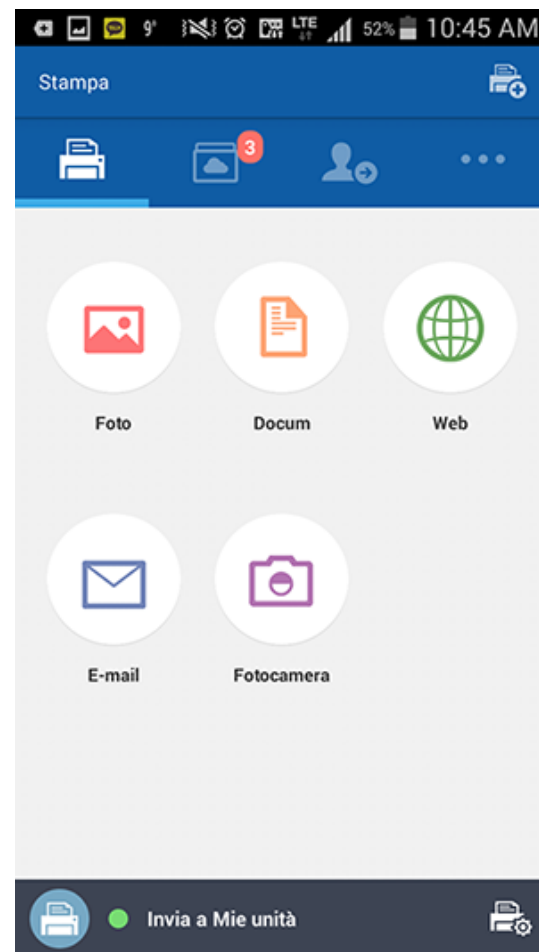 9° LTE 52% 10:45 AM
Stampa
3
Foto Docum Web
E-mail Fotocamera
Invia a Mie unità